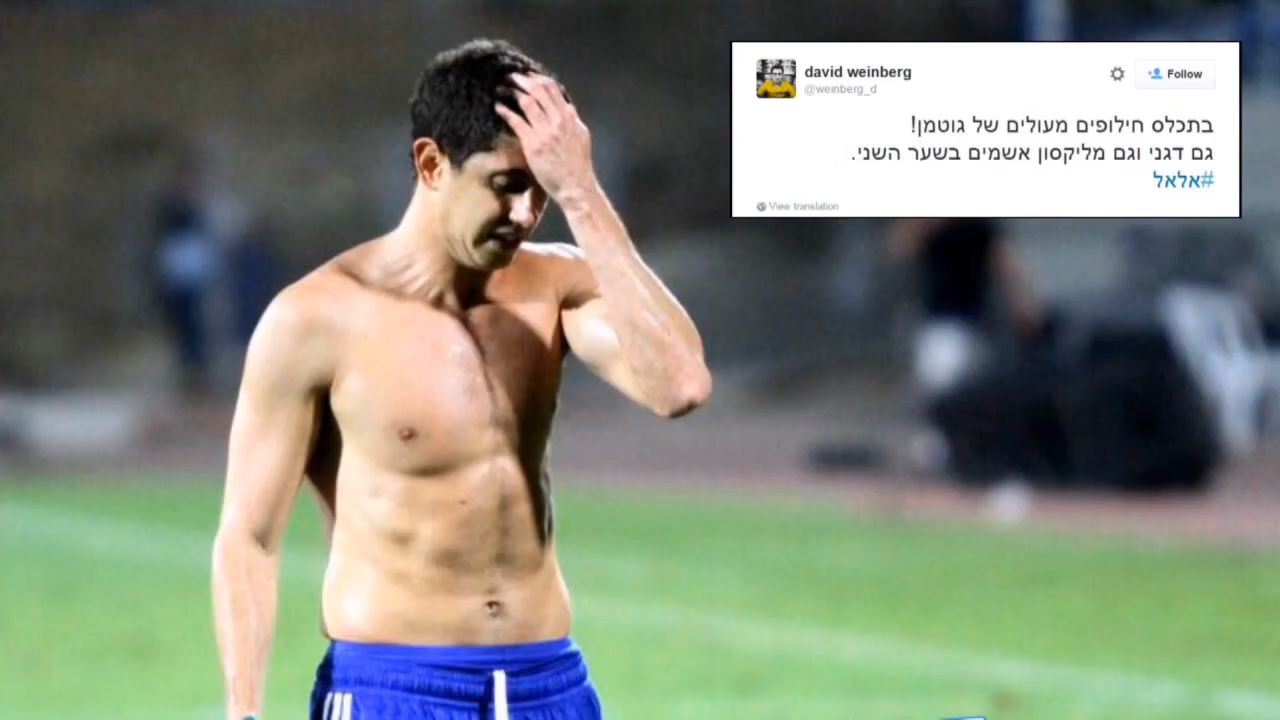 david weinberg
@weinberg_d
Follow
בתכלס חילופים מעולים של גוטמן!
גם דגני וגם מליקסון אשמים בשער השני.
#אלאל
View translation